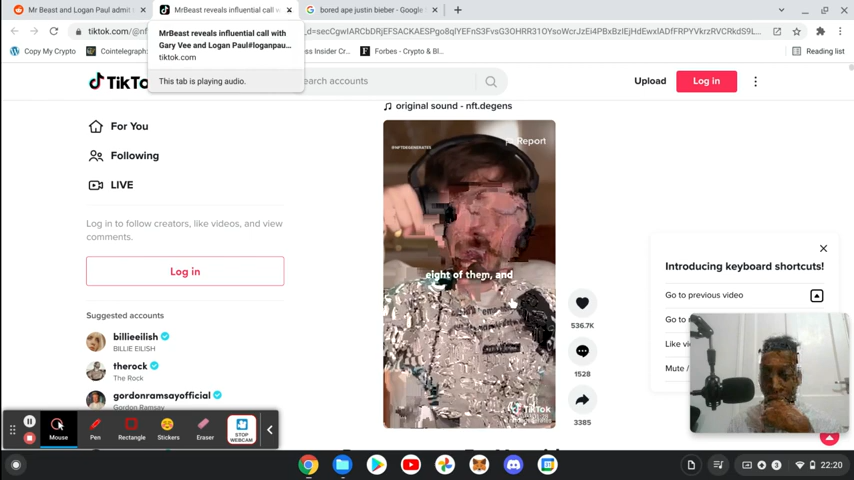 Mr Beast and Logan Paul admit
MrBeast reveals influential call w
bored ape justin bieber - Google
tiktok.com/@nf
MrBeast reveals influential call with
Gary Vee and Logan Paul#loganpau...
tiktok.com
This tab is playing audio.
Copy My Crypto
Cointelegraph
Insider Cr...
Forbes - Crypto & Bl...
Reading list
TikTo
search accounts
Upload
Log in
original sound - nft.degens
For You
Following
LIVE
Log in to follow creators, like videos, and view
comments.
Log in
Suggested accounts
billieeilish
BILLIE EILISH
therock
The Rock
gordonramsayofficial
Gordon Ramsay
@NFTDEGENERATES
Report
eight of them, and
TikTok
536.7K
1528
3385
Introducing keyboard shortcuts!
Go to previous video
Go to
Like vi
Mute /
Mouse
Pen
Rectangle
Stickers
Eraser
STOP
WEBCAM
22:20